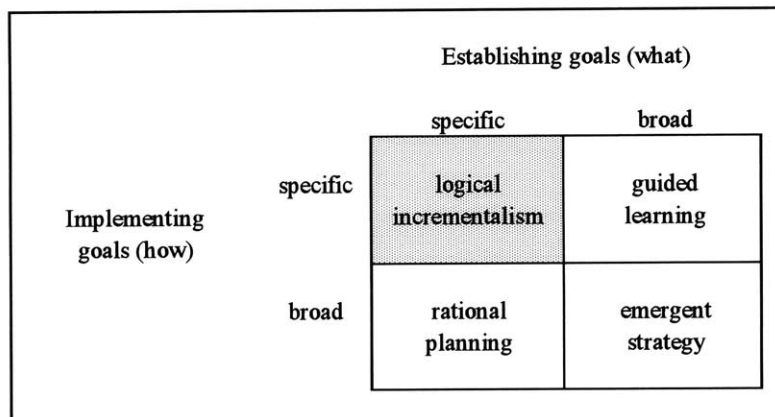 Establishing goals (what)
specific broad
specific logical incrementalism guided learning
Implementing goals (how)
broad rational planning emergent strategy